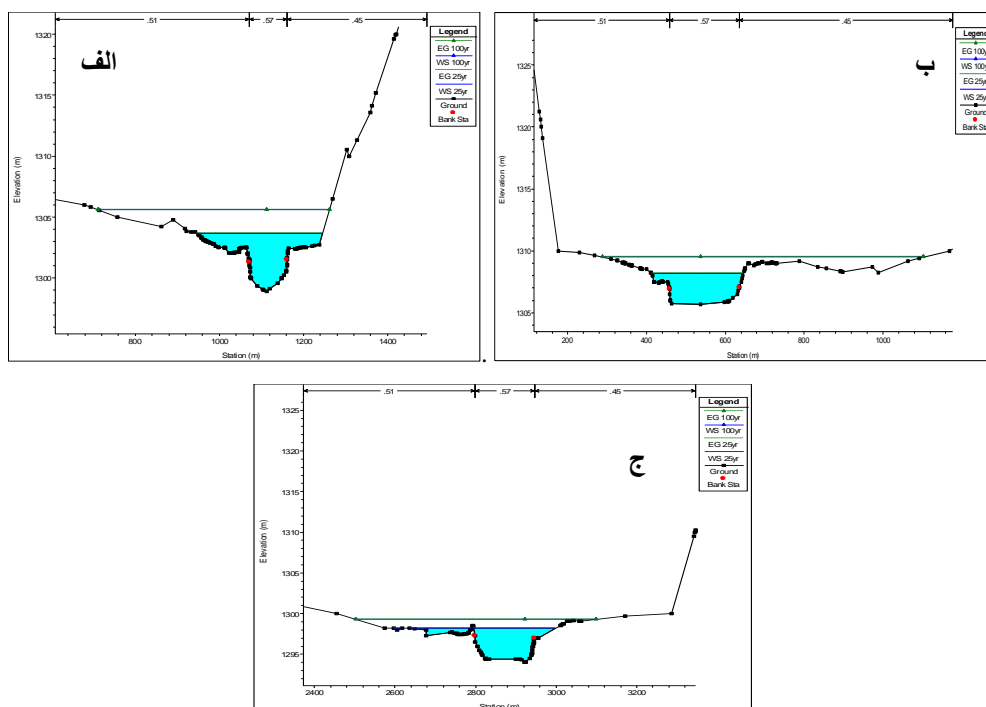 .51 .57 .45
الف
Legend
EG 100yr
WS 100yr
EG 25yr
WS 25yr
Ground
Bank Sta
1320
1315
1310
1305
1300
Elevation (m)
800 1000 1200 1400
Station (m)
.51 .57 .45
ب
Legend
EG 100yr
WS 100yr
EG 25yr
WS 25yr
Ground
Bank Sta
1325
1320
1315
1310
1305
Elevation (m)
200 400 600 800 1000
Station (m)
.51 .57 .45
ج
Legend
EG 100yr
WS 100yr
EG 25yr
WS 25yr
Ground
Bank Sta
1325
1320
1315
1310
1305
1300
1295
Elevation (m)
2400 2600 2800 3000 3200
Station (m)